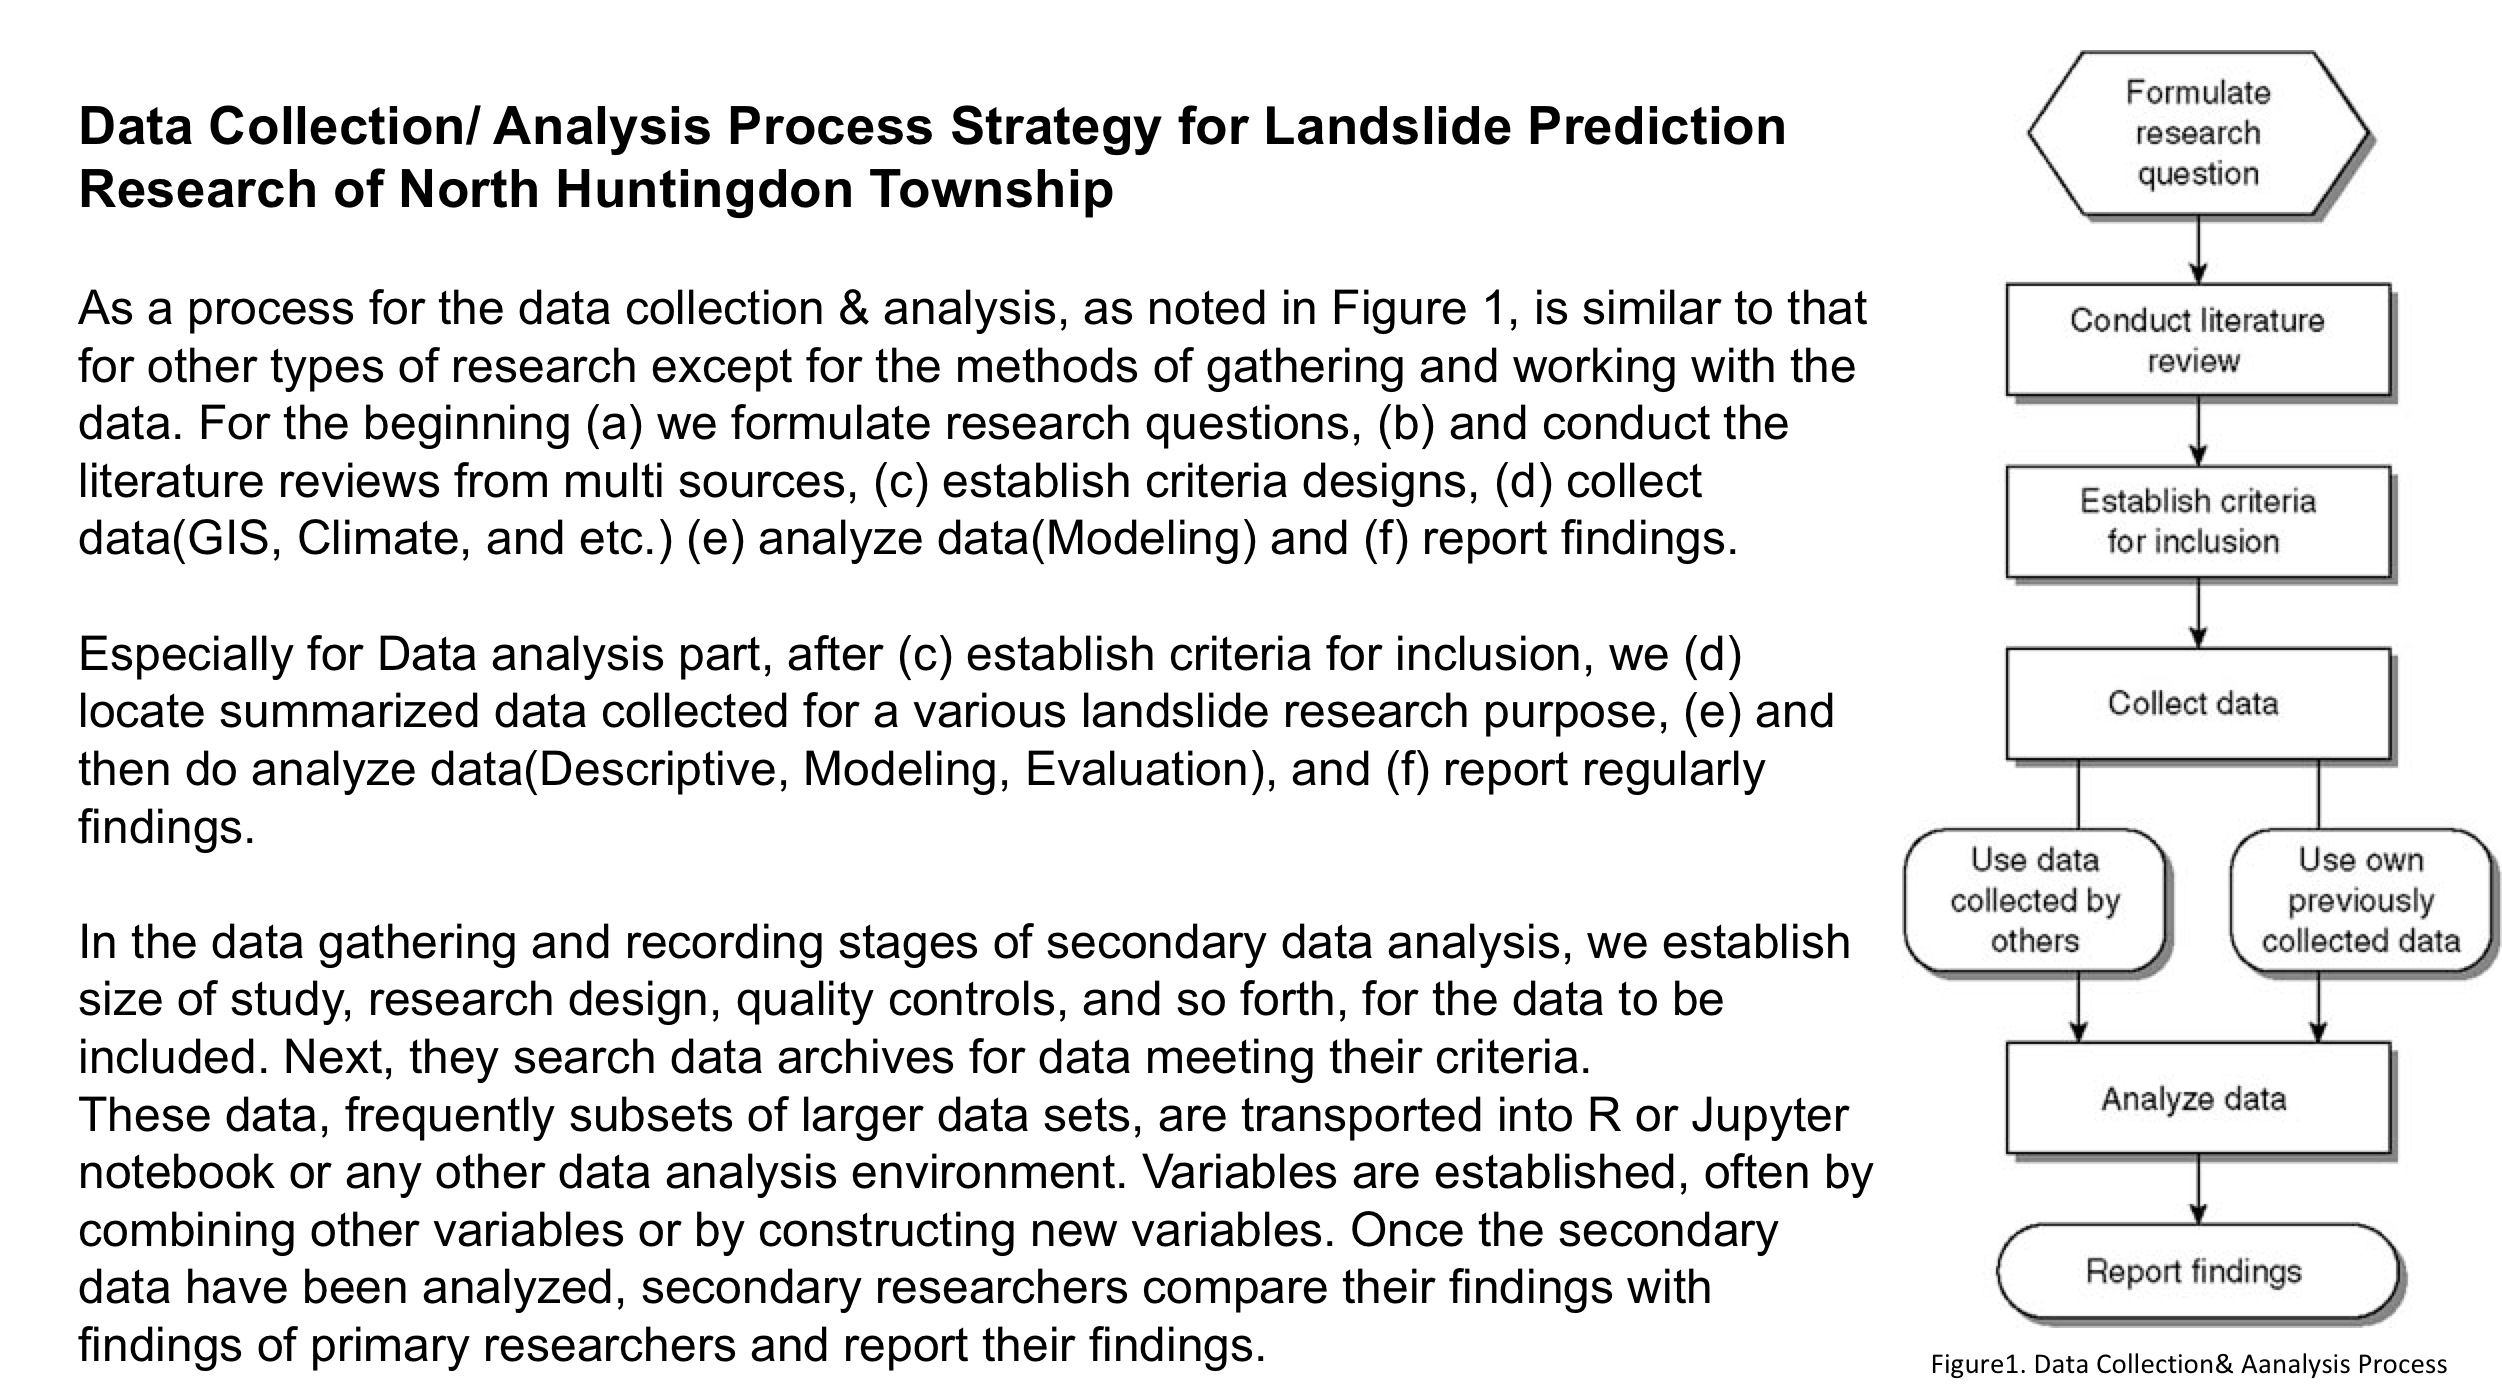 Data Collection/ Analysis Process Strategy for Landslide Prediction
Research of North Huntingdon Township
As a process for the data collection & analysis, as noted in Figure 1, is similar to that
for other types of research except for the methods of gathering and working with the
data. For the beginning (a) we formulate research questions, (b) and conduct the
literature reviews from multi sources, (c) establish criteria designs, (d) collect
data(GIS, Climate, and etc.) (e) analyze data(Modeling) and (f) report findings.
Especially for Data analysis part, after (c) establish criteria for inclusion, we (d)
locate summarized data collected for a various landslide research purpose, (e) and
then do analyze data(Descriptive, Modeling, Evaluation), and (f) report regularly
findings.
In the data gathering and recording stages of secondary data analysis, we establish
size of study, research design, quality controls, and so forth, for the data to be
included. Next, they search data archives for data meeting their criteria.
These data, frequently subsets of larger data sets, are transported into R or Jupyter
notebook or any other data analysis environment. Variables are established, often by
combining other variables or by constructing new variables. Once the secondary
data have been analyzed, secondary researchers compare their findings with
findings of primary researchers and report their findings.
Formulate
research
question
Conduct literature
review
Establish criteria
for inclusion
Collect data
Use data
collected by
others
Use own
previously
collected data
Analyze data
Report findings
Figure1. Data Collection& Aanalysis Process